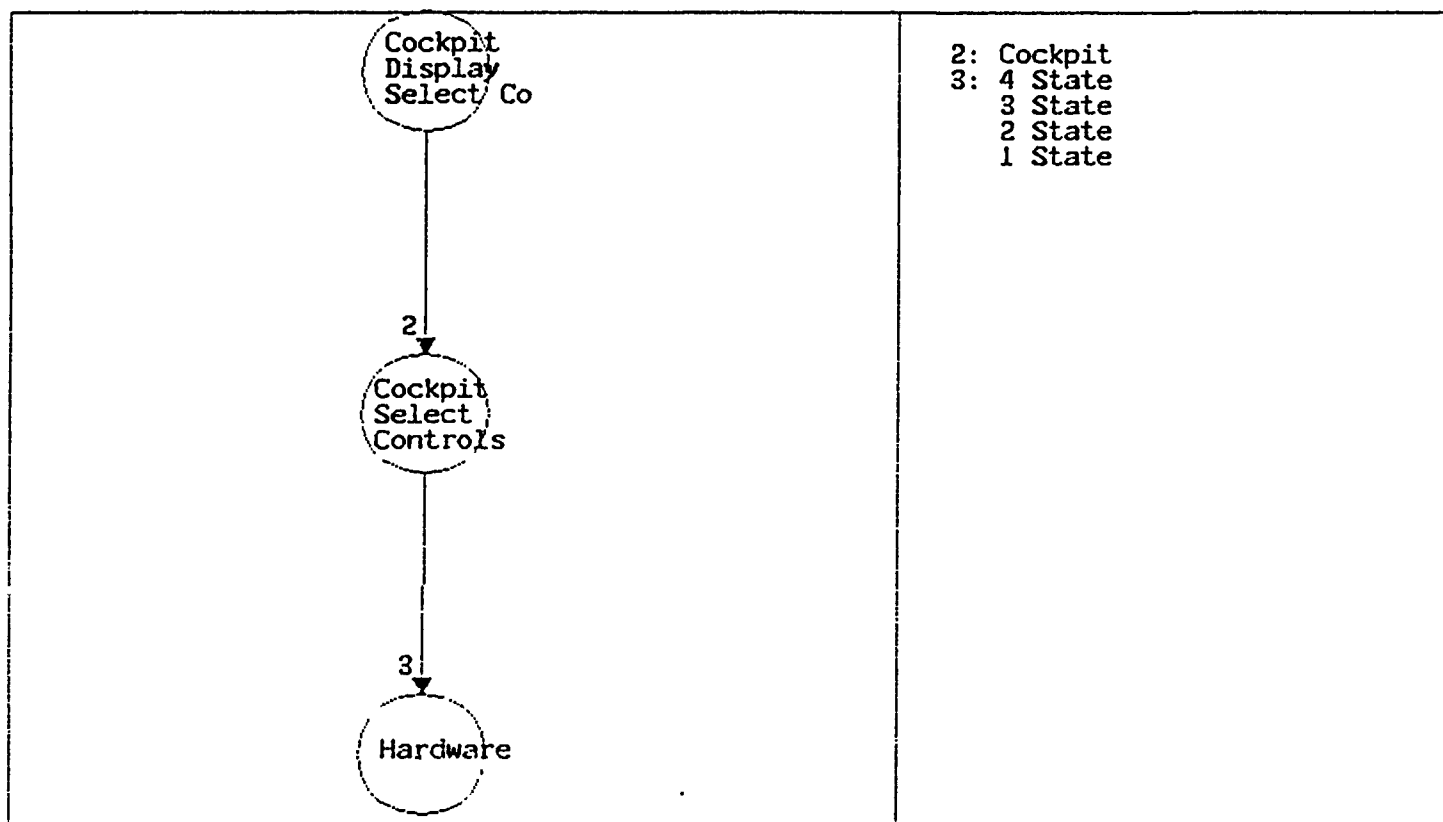 Cockpit
Display
Select Co
2
Cockpit
Select
Controls
3
Hardware
2: Cockpit
3: 4 State
3 State
2 State
1 State